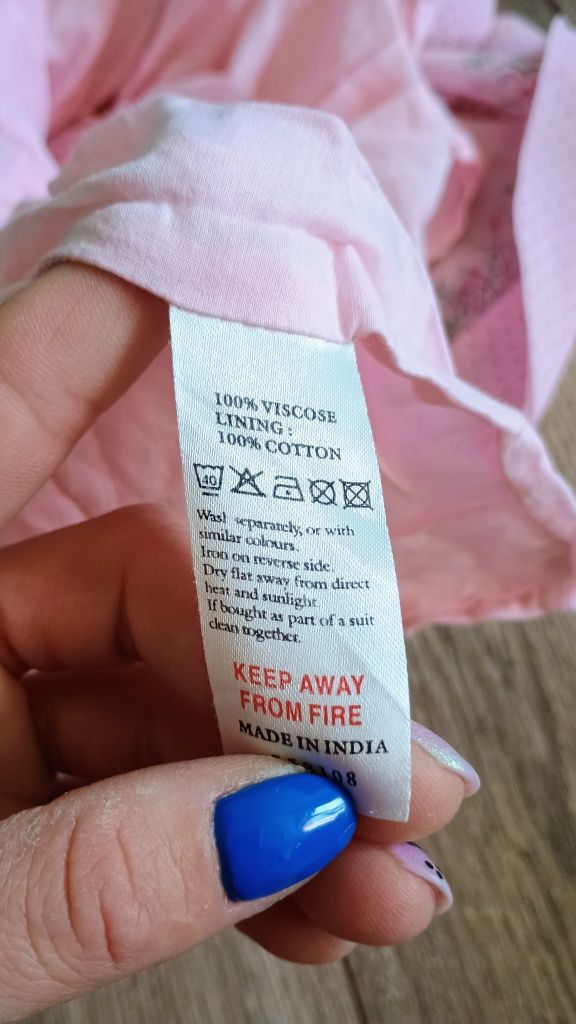 100% VISCOSE
LINING :
100% COTTON
40
Wash separately, or with
similar colours.
Iron on reverse side.
Dry flat away from direct
heat and sunlight
If bought as part of a suit
clean together.
KEEP AWAY
FROM FIRE
MADE IN INDIA